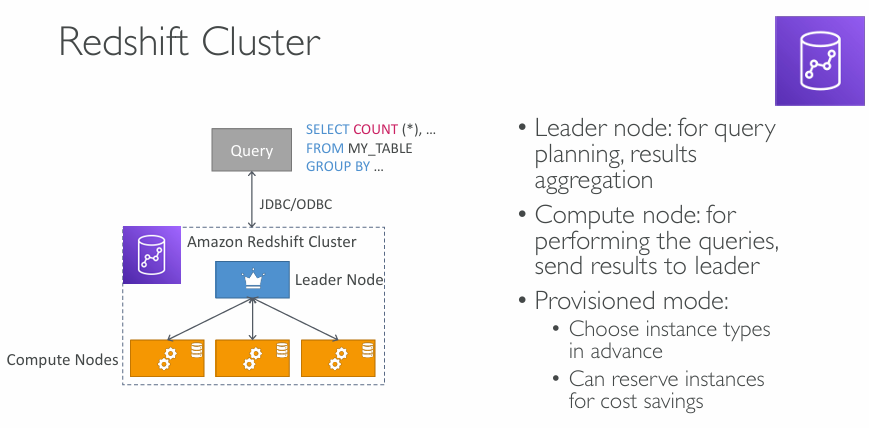 Redshift Cluster
Query
SELECT COUNT (*), ...
FROM MY_TABLE
GROUP BY ...
JDBC/ODBC
Amazon Redshift Cluster
Leader Node
Compute Nodes
• Leader node: for query
planning, results
aggregation
• Compute node: for
performing the queries,
send results to leader
• Provisioned mode:
• Choose instance types
in advance
• Can reserve instances
for cost savings